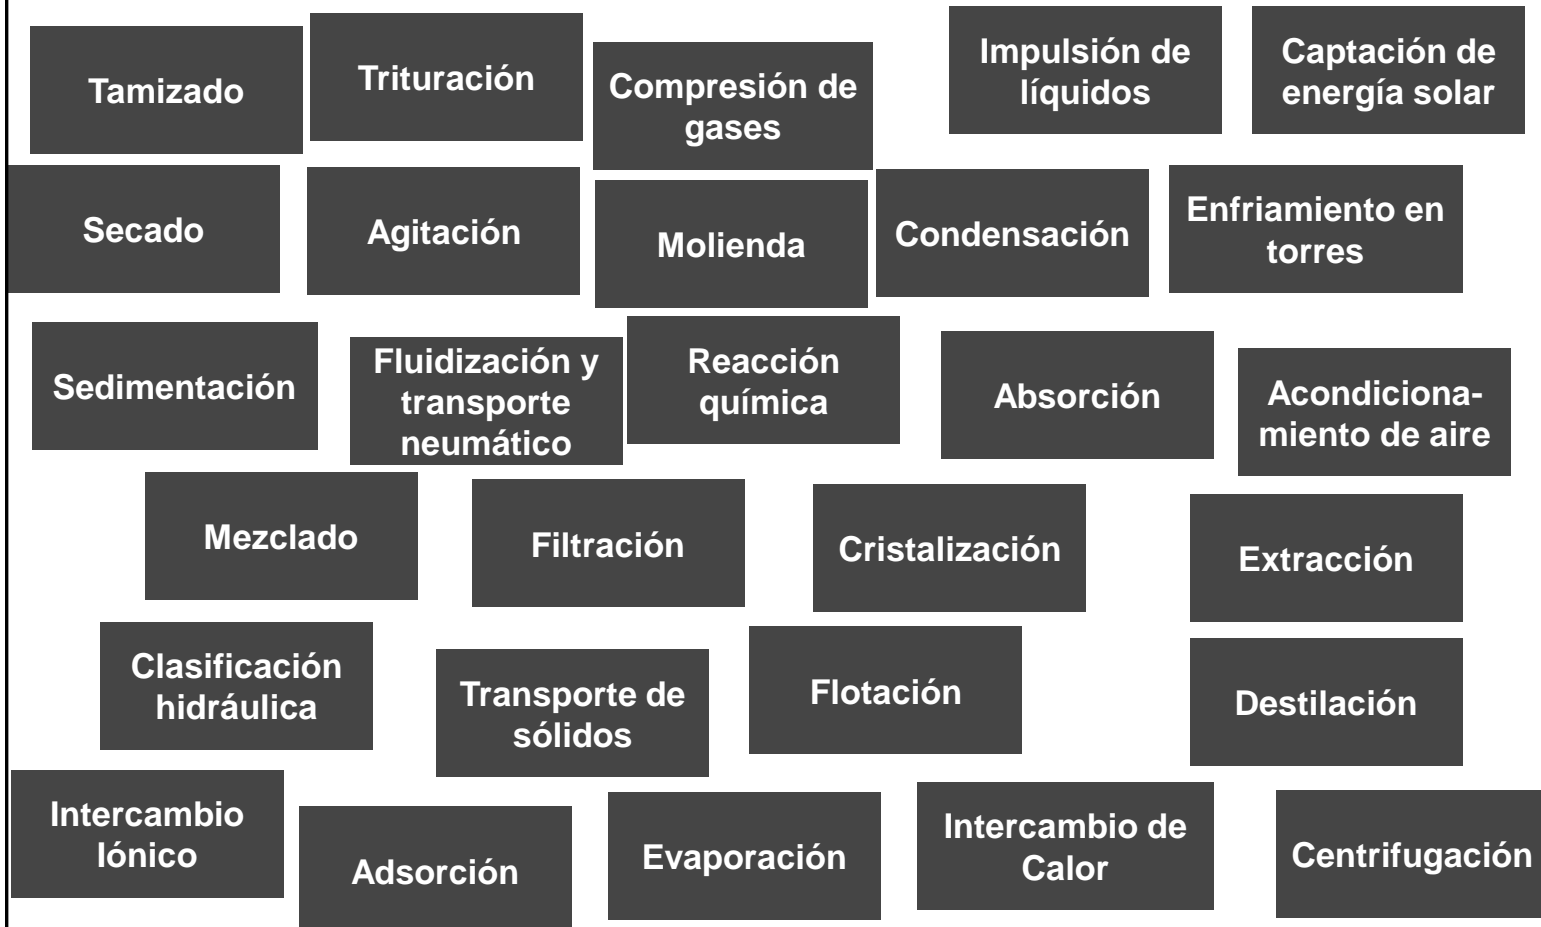 Tamizado
Trituración
Compresión de
gases
Impulsión de
líquidos
Captación de
energía solar
Secado
Agitación
Molienda
Condensación
Enfriamiento en
torres
Sedimentación
Fluidización y
transporte
neumático
Reacción
química
Absorción
Acondiciona-
miento de aire
Mezclado
Filtración
Cristalización
Extracción
Clasificación
hidráulica
Transporte de
sólidos
Flotación
Destilación
Intercambio
Iónico
Adsorción
Evaporación
Intercambio de
Calor
Centrifugación